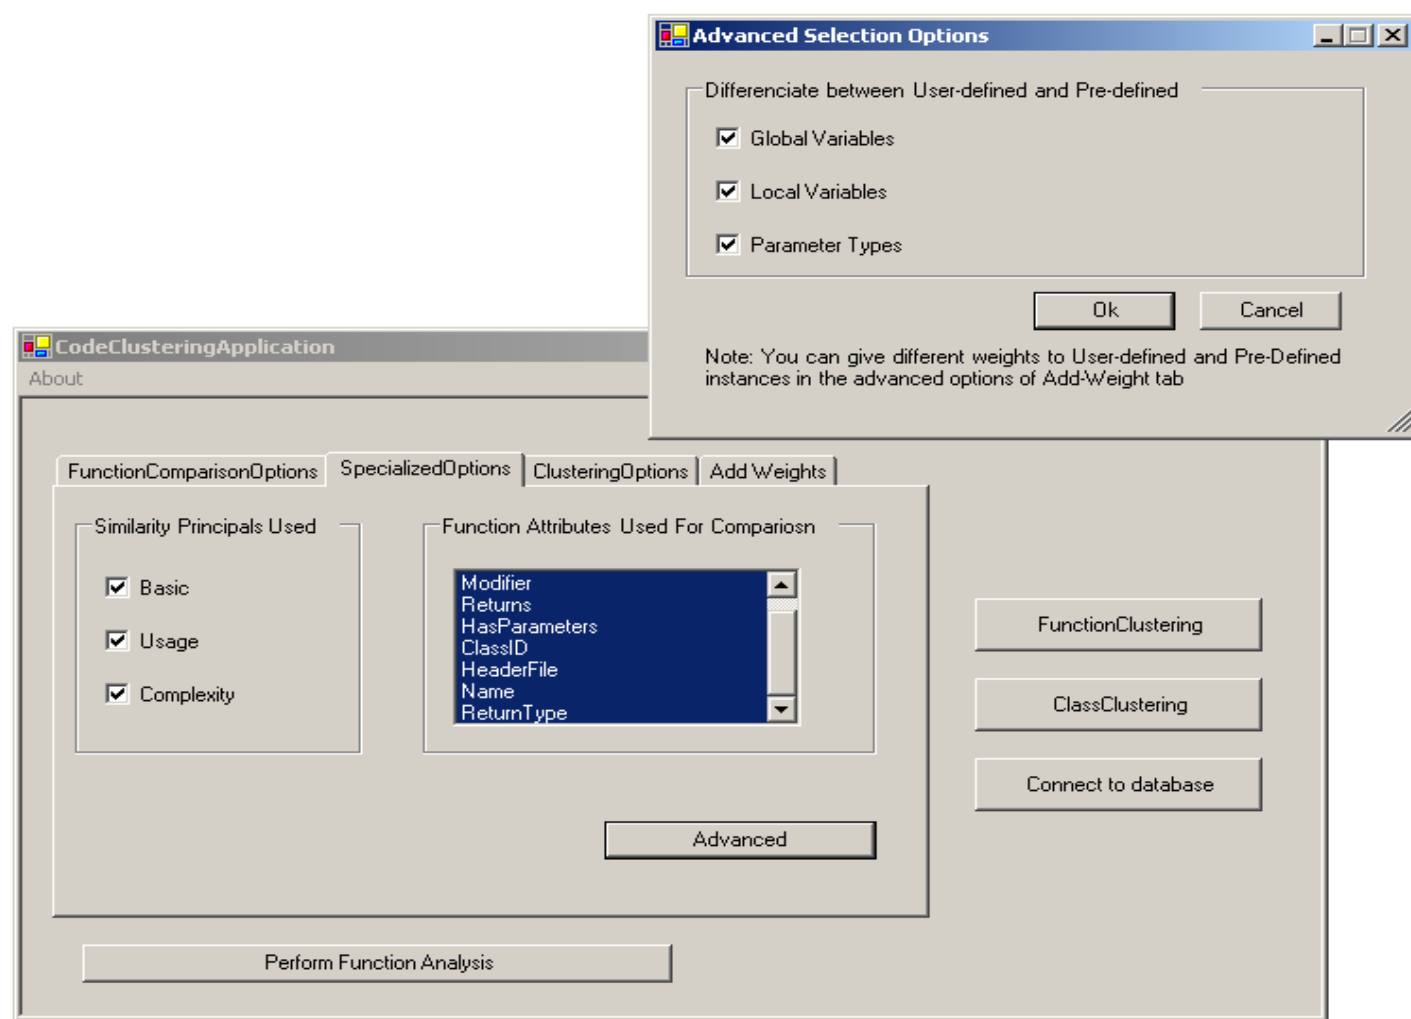 Advanced Selection Options
Differenciate between User-defined and Pre-defined
Global Variables
Local Variables
Parameter Types
Ok
Cancel
Note: You can give different weights to User-defined and Pre-Defined
instances in the advanced options of Add-Weight tab
CodeClusteringApplication
About
FunctionComparisonOptions
SpecializedOptions
ClusteringOptions
Add Weights
Similarity Principals Used
Basic
Usage
Complexity
Function Attributes Used For Compariosn
Modifier
Returns
HasParameters
ClassID
HeaderFile
Name
ReturnType
Advanced
FunctionClustering
ClassClustering
Connect to database
Perform Function Analysis